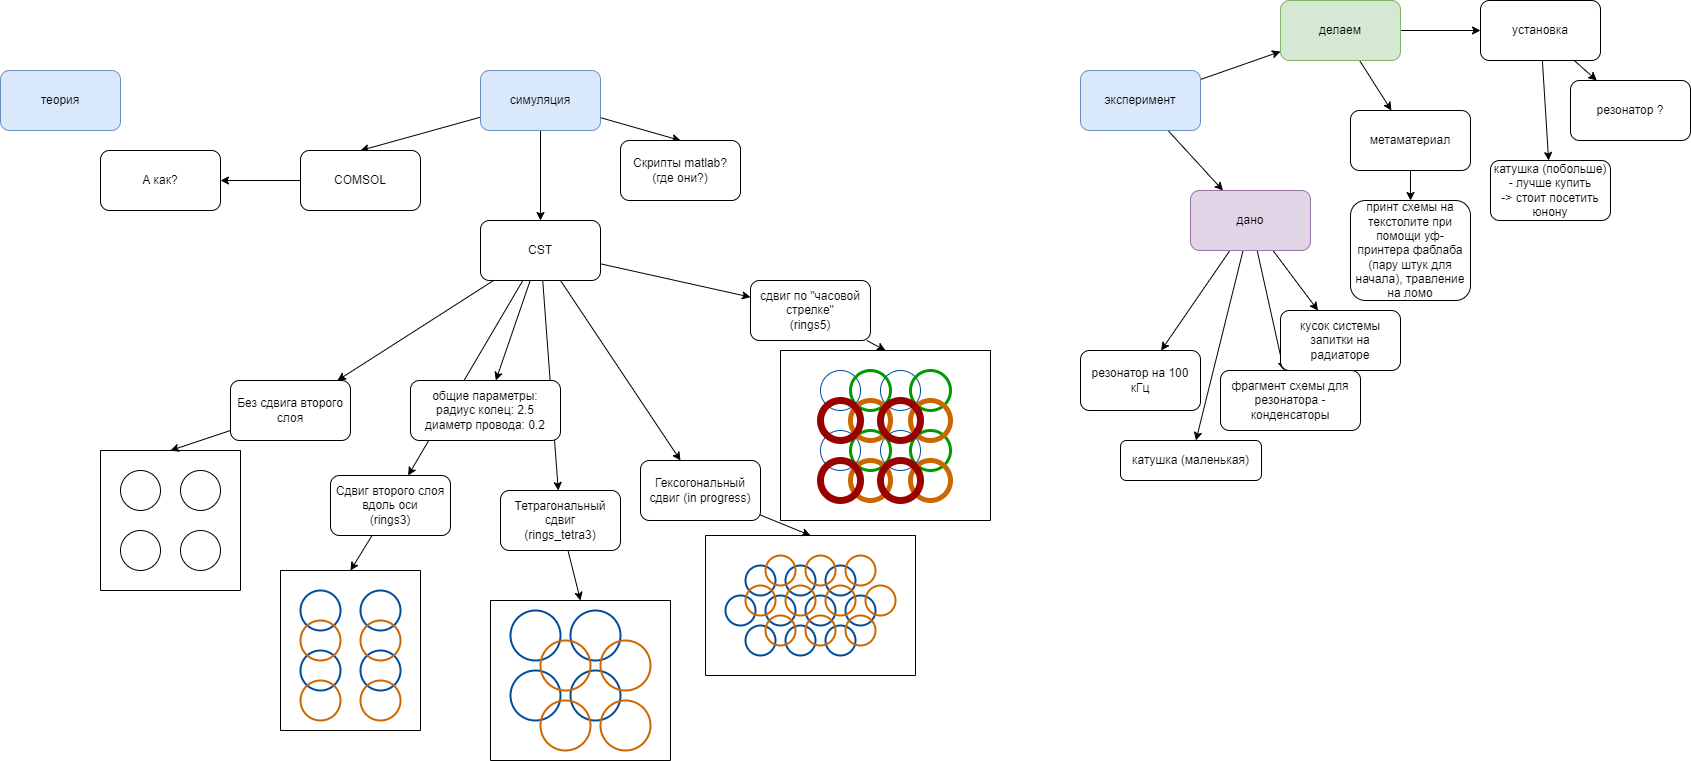 теория
симуляция
А как?
COMSOL
Скрипты matlab?
(где они?)
CST
сдвиг по "часовой
стрелке"
(rings5)
Без сдвига второго
слоя
общие параметры:
радиус колец: 2.5
диаметр провода: 0.2
Сдвиг второго слоя
вдоль оси
(rings3)
Тетрагональный
сдвиг
(rings_tetra3)
Гексогональный
сдвиг (in progress)
эксперимент
делаем
установка
резонатор ?
метаматериал
катушка (побольше)
- лучше купить
-> стоит посетить
юнону
принт схемы на
текстолите при
помощи уф-
принтера фаблаба
(пару штук для
начала), травление
на ломо
дано
кусок системы
запитки на
радиаторе
резонатор на 100
кГц
фрагмент схемы для
резонатора -
конденсаторы
катушка (маленькая)